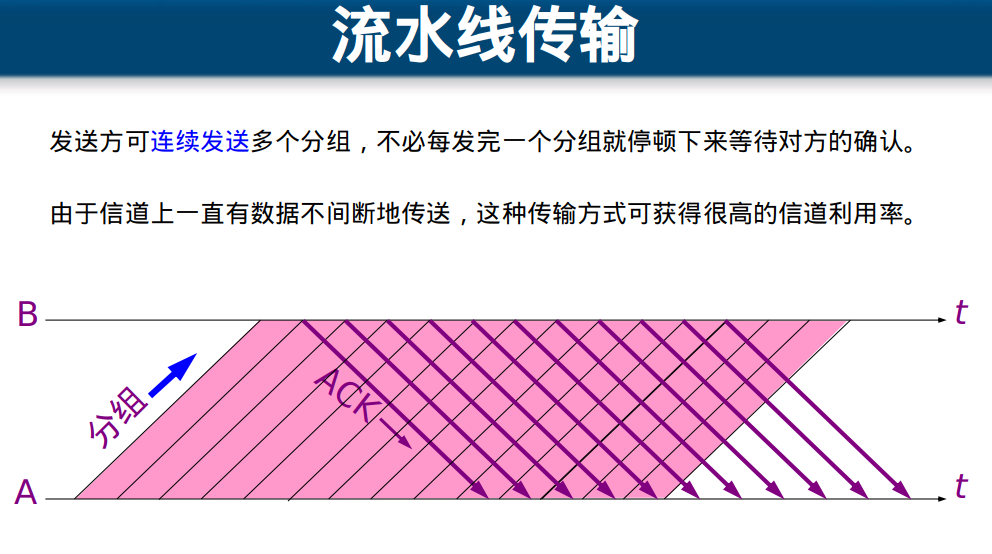 流水线传输
发送方可连续发送多个分组，不必每发完一个分组就停顿下来等待对方的确认。
由于信道上一直有数据不间断地传送，这种传输方式可获得很高的信道利用率。
B
t
分组
ACK
A
t